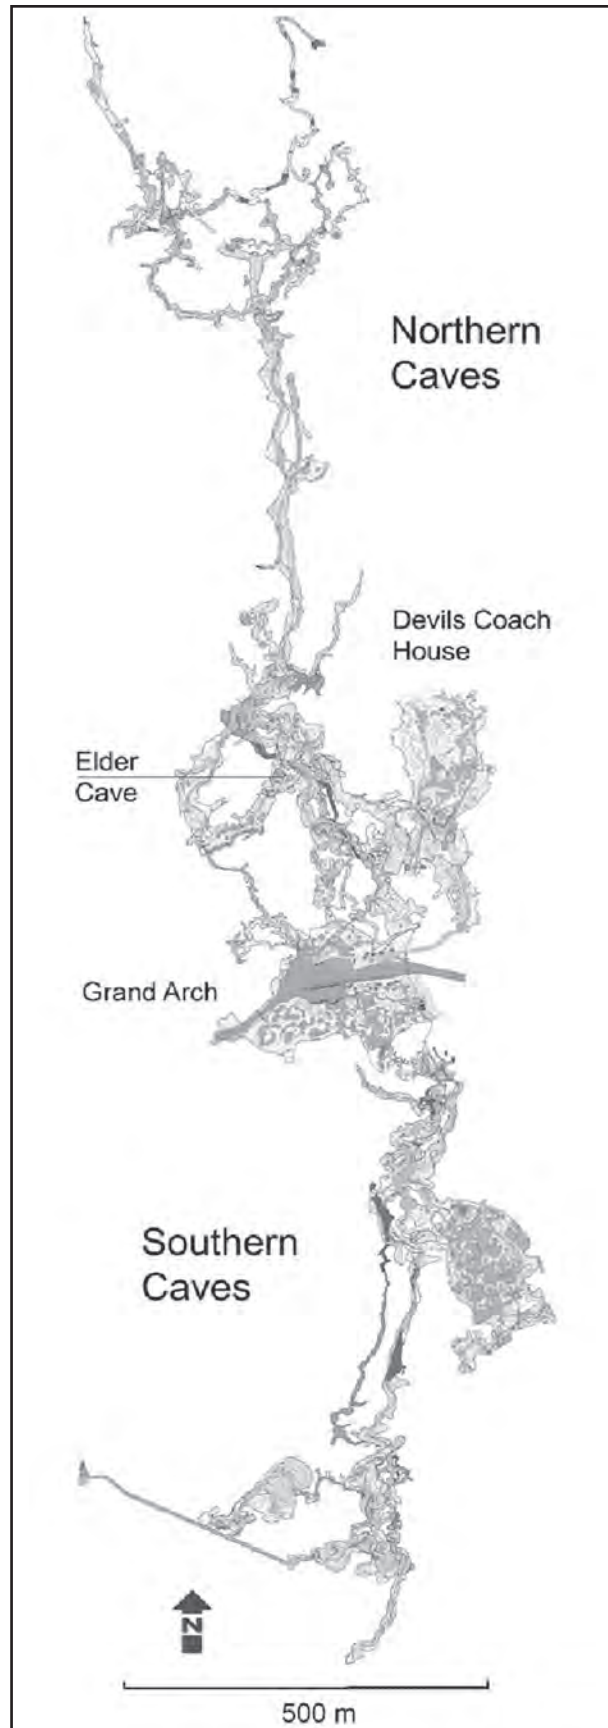 Northern
Caves
Devils Coach
House
Elder
Cave
Grand Arch
Southern
Caves
N
500 m